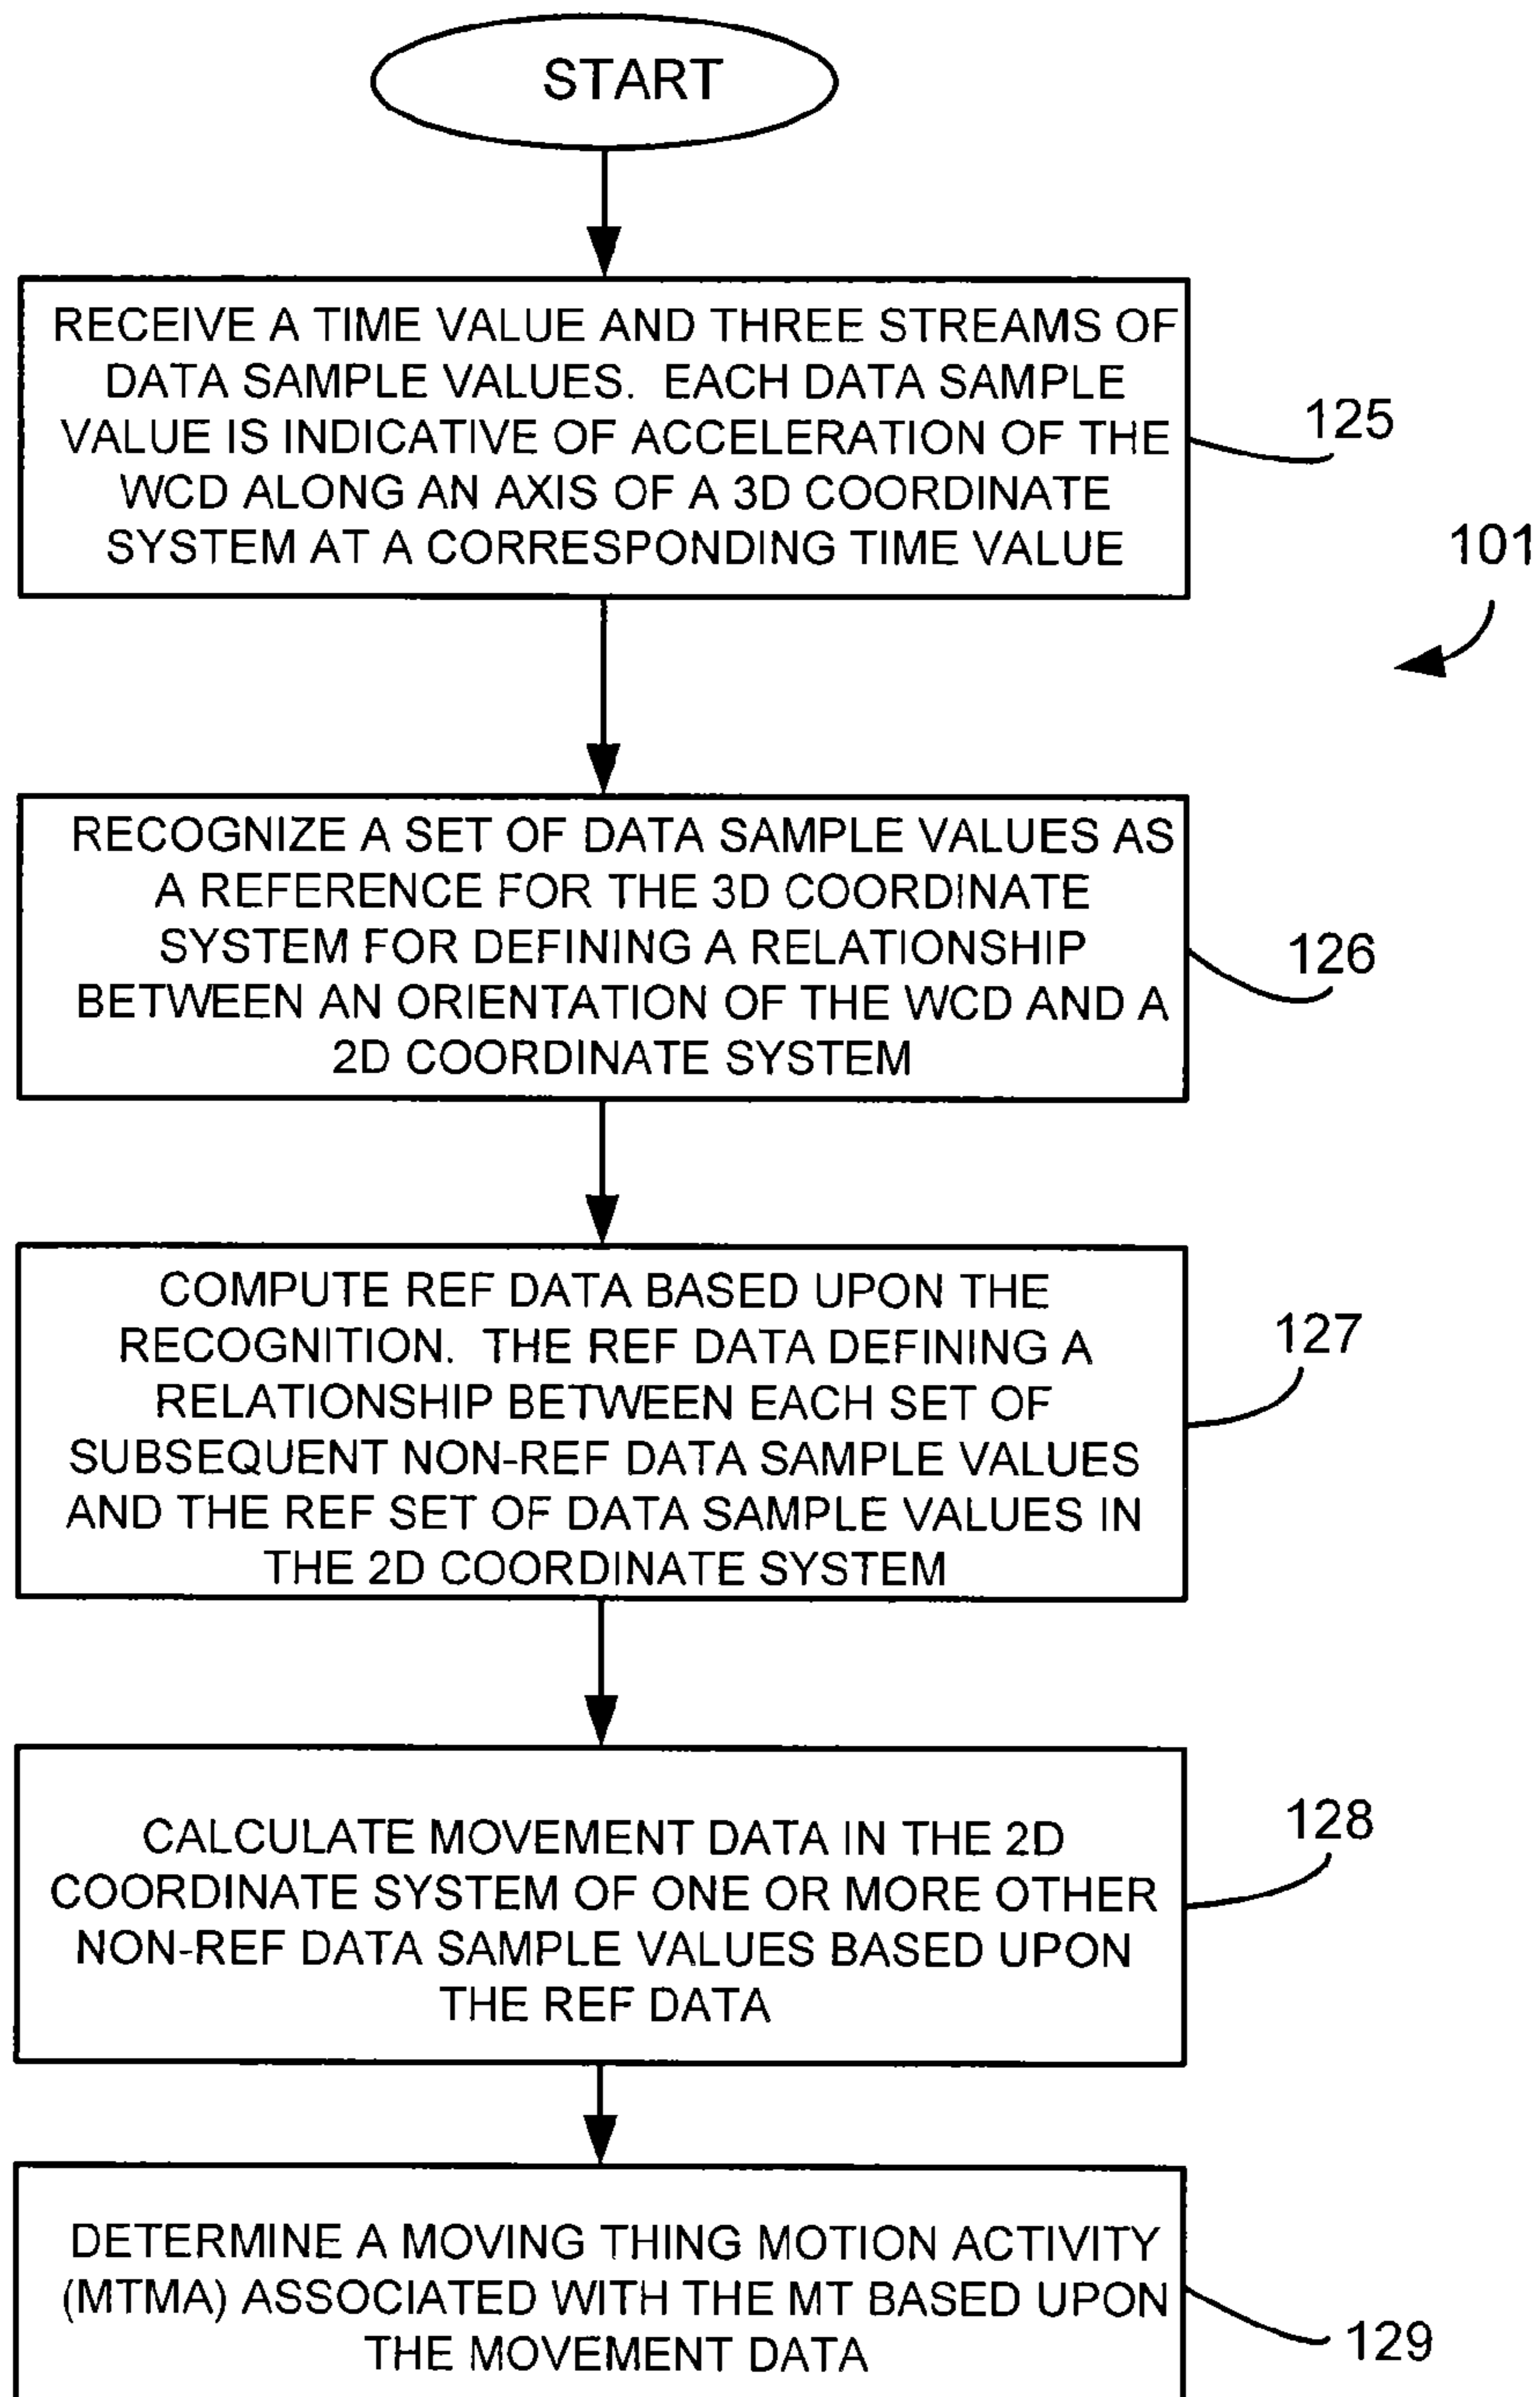 START
RECEIVE A TIME VALUE AND THREE STREAMS OF
DATA SAMPLE VALUES. EACH DATA SAMPLE
VALUE IS INDICATIVE OF ACCELERATION OF THE
WCD ALONG AN AXIS OF A 3D COORDINATE
SYSTEM AT A CORRESPONDING TIME VALUE
125
101
RECOGNIZE A SET OF DATA SAMPLE VALUES AS
A REFERENCE FOR THE 3D COORDINATE
SYSTEM FOR DEFINING A RELATIONSHIP
BETWEEN AN ORIENTATION OF THE WCD AND A
2D COORDINATE SYSTEM
126
COMPUTE REF DATA BASED UPON THE
RECOGNITION. THE REF DATA DEFINING A
RELATIONSHIP BETWEEN EACH SET OF
SUBSEQUENT NON-REF DATA SAMPLE VALUES
AND THE REF SET OF DATA SAMPLE VALUES IN
THE 2D COORDINATE SYSTEM
127
CALCULATE MOVEMENT DATA IN THE 2D
COORDINATE SYSTEM OF ONE OR MORE OTHER
NON-REF DATA SAMPLE VALUES BASED UPON
THE REF DATA
128
DETERMINE A MOVING THING MOTION ACTIVITY
(MTMA) ASSOCIATED WITH THE MT BASED UPON
THE MOVEMENT DATA
129